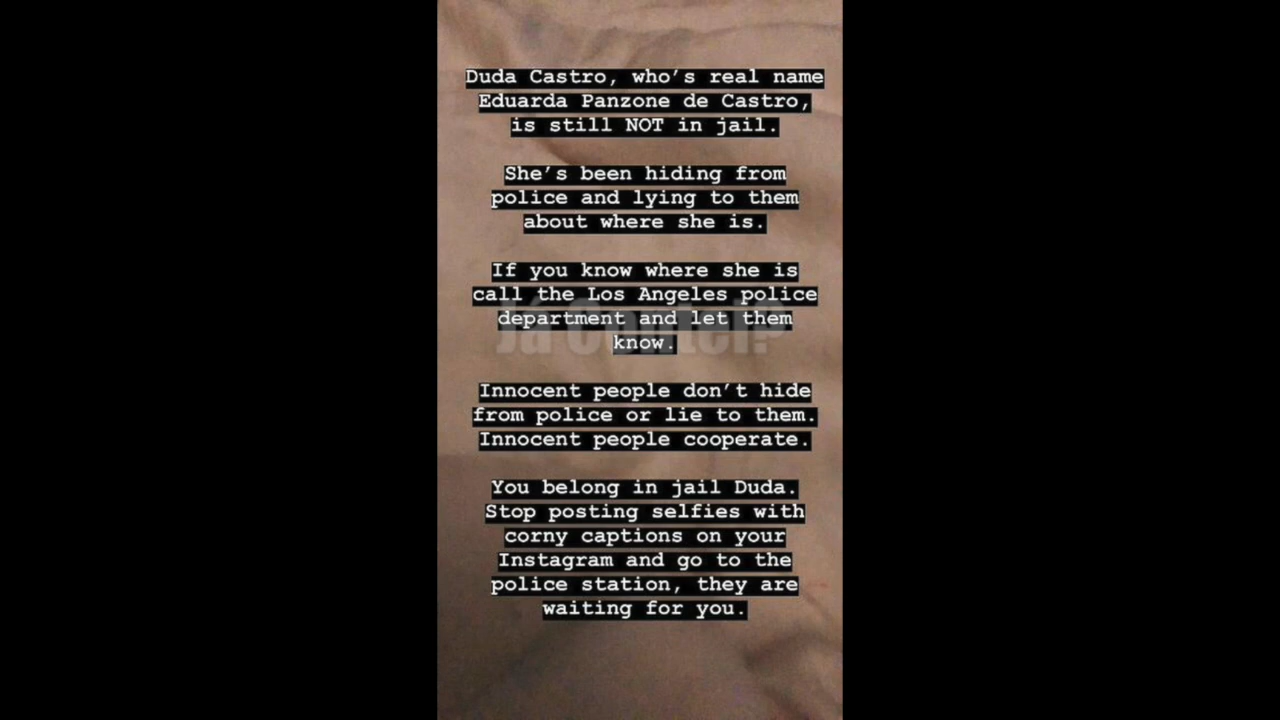 Duda Castro, who's real name
Eduarda Panzone de Castro,
is still NOT in jail.
She's been hiding from
police and lying to them
about where she is.
If you know where she is
call the Los Angeles police
department and let them
know.
Já Contei?
Innocent people don't hide
from police or lie to them.
Innocent people cooperate.
You belong in jail Duda.
Stop posting selfies with
corny captions on your
Instagram and go to the
police station, they are
waiting for you.